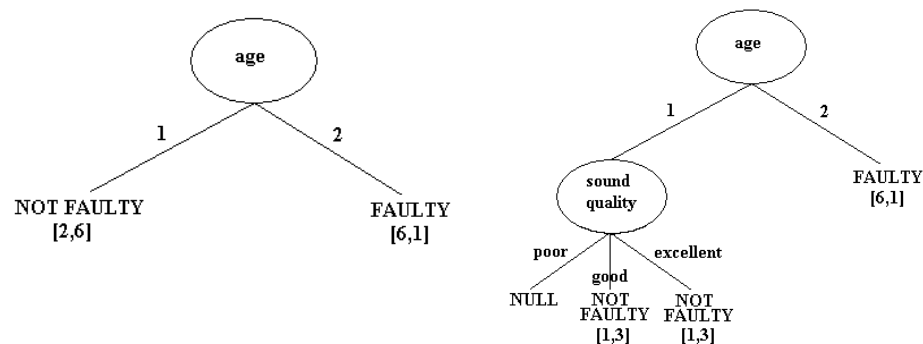 age
1
2
NOT FAULTY
[2,6]
FAULTY
[6,1]
age
1
2
sound
quality
FAULTY
[6,1]
poor
good
excellent
NULL
NOT
FAULTY
[1,3]
NOT
FAULTY
[1,3]